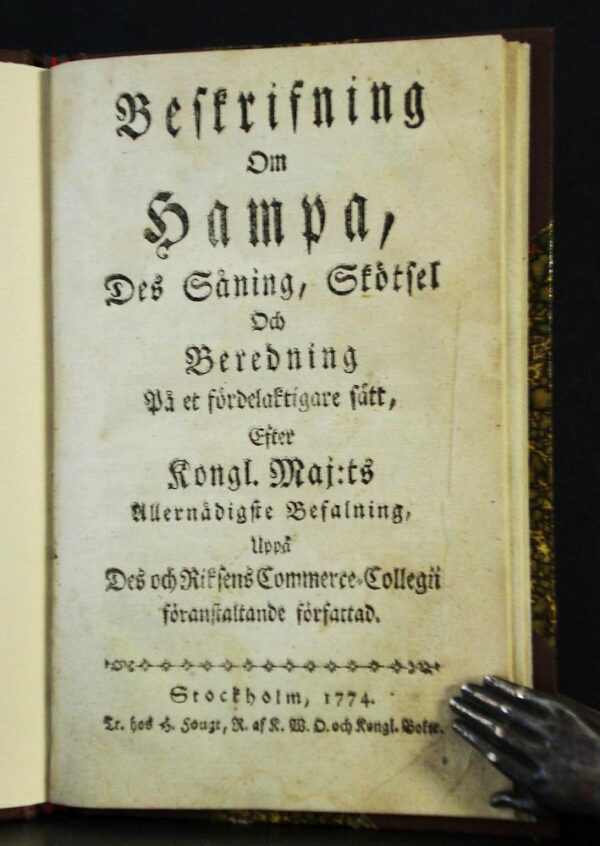 Beskrifning
Om
Hampa,
Des Såning, Skötsel
Och
Beredning
På et fördelaktigare sätt,
Efter
Kongl. Maj:ts
Allernådigste Befalning,
Uppå
Des och Riksens Commerce-Collegii
föranstaltande författad.
Stockholm, 1774.
Tr. hos H. Fougt, R. af K. W. O. och Kongl. Boktr.